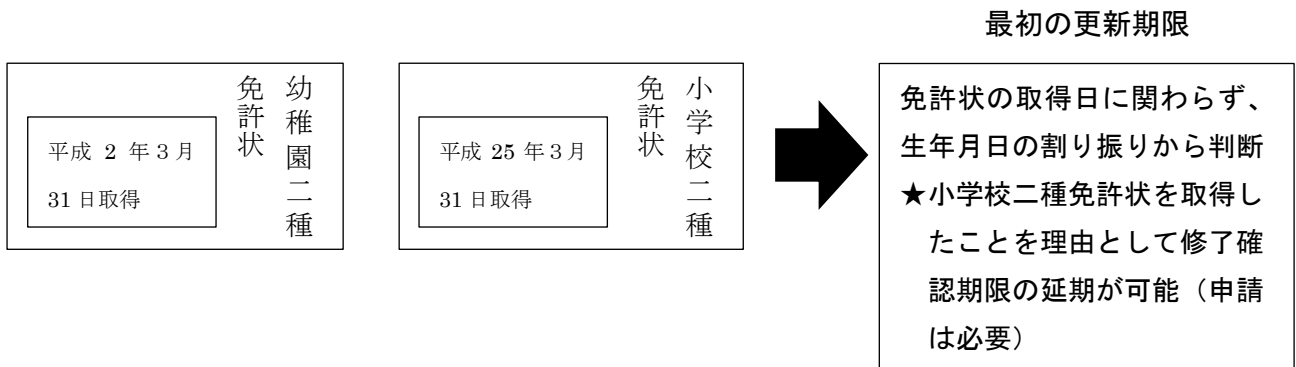 最初の更新期限
幼稚園二種
免許状
平成 2 年3月
31 日取得
小学校二種
免許状
平成 25 年3月
31 日取得
免許状の取得日に関わらず、
生年月日の割り振りから判断
★小学校二種免許状を取得し
たことを理由として修了確
認期限の延期が可能（申請
は必要）